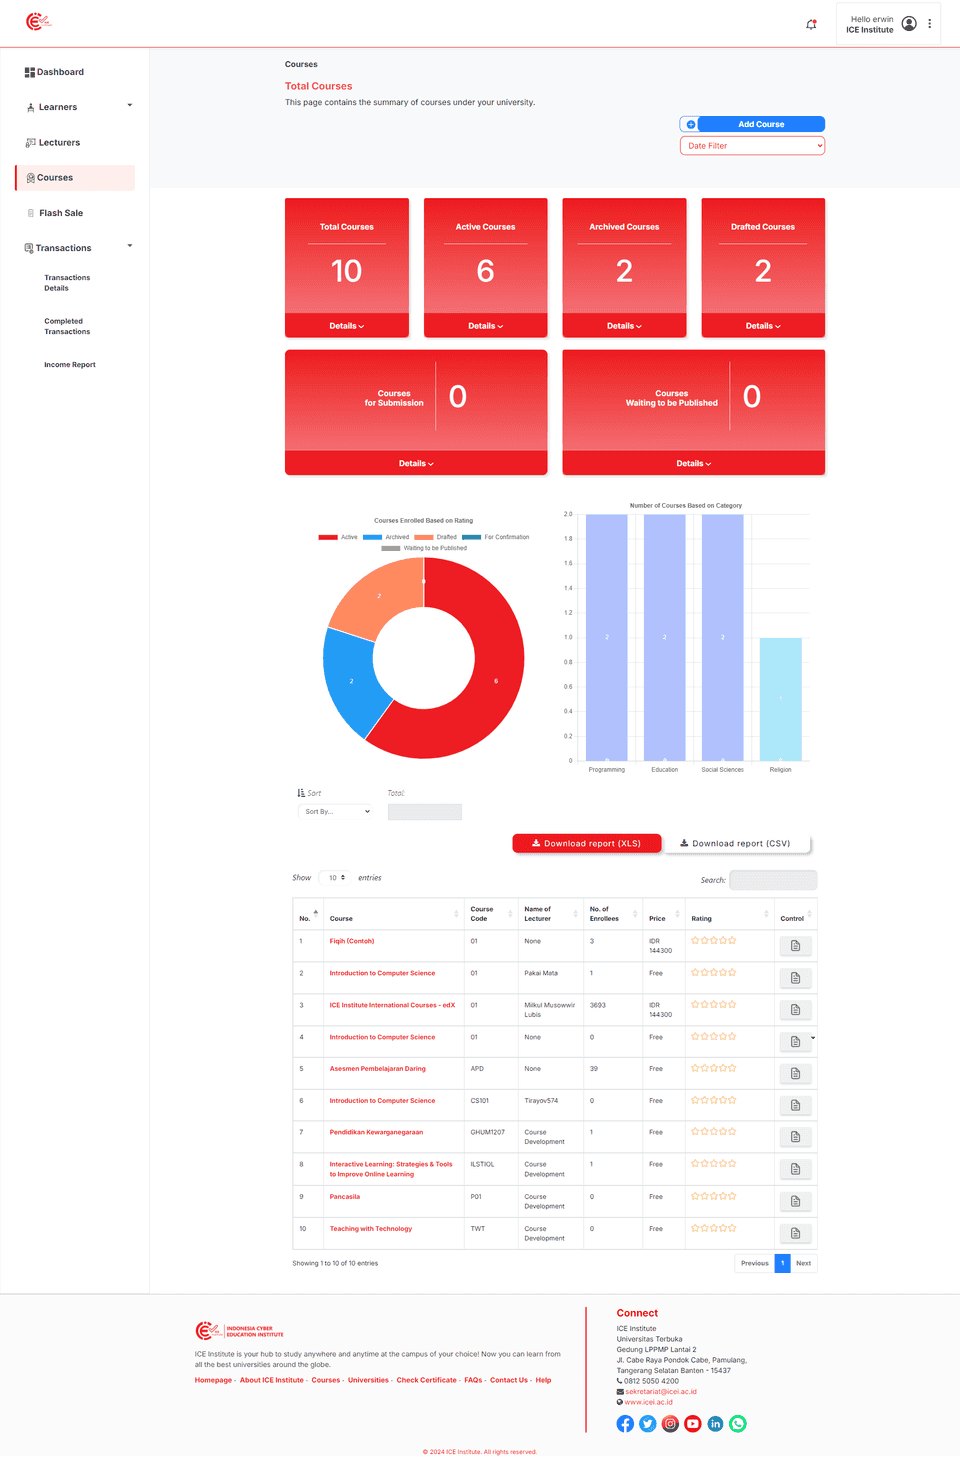 Hello erwin
ICE Institute
Dashboard
Learners
Lecturers
Courses
Flash Sale
Transactions
Transactions
Details
Completed
Transactions
Income Report
Courses
Total Courses
This page contains the summary of courses under your university.
Add Course
Date Filter
Total Courses
10
Details
Active Courses
6
Details
Archived Courses
2
Details
Drafted Courses
2
Details
Courses
for Submission
0
Details
Courses
Waiting to be Published
0
Details
Courses Enrolled Based on Rating
Active Archived Drafted For Confirmation
Waiting to be Published
0
2
2
6
Number of Courses Based on Category
2.0
1.8
1.6
1.4
1.2
1.0
0.8
0.6
0.4
0.2
0
2 2 2
Programming Education Social Sciences Religion
Sort
Sort By...
Total:
Download report (XLS)
Download report (CSV)
Show 10 entries
Search:
No. Course Course Code Name of Lecturer No. of Enrollees Price Rating Control
1 Fiqih (Contoh) 01 None 3 IDR 144300
2 Introduction to Computer Science 01 Pakai Mata 1 Free
3 ICE Institute International Courses - edX 01 Milkul Musowwir Lubis 3693 IDR 144300
4 Introduction to Computer Science 01 None 0 Free
5 Asesmen Pembelajaran Daring APD None 39 Free
6 Introduction to Computer Science CS101 Tirayov574 0 Free
7 Pendidikan Kewarganegaraan GHUM1207 Course Development 1 Free
8 Interactive Learning: Strategies & Tools to Improve Online Learning ILSTIOL Course Development 1 Free
9 Pancasila P01 Course Development 0 Free
10 Teaching with Technology TWT Course Development 0 Free
Showing 1 to 10 of 10 entries
Previous 1 Next
INDONESIA CYBER
EDUCATION INSTITUTE
ICE Institute is your hub to study anywhere and anytime at the campus of your choice! Now you can learn from
all the best universities around the globe.
Homepage - About ICE Institute - Courses - Universities - Check Certificate - FAQs - Contact Us - Help
Connect
ICE Institute
Universitas Terbuka
Gedung LPPMP Lantai 2
Jl. Cabe Raya Pondok Cabe, Pamulang,
Tangerang Selatan Banten - 15437
0812 5050 4200
sekretariat@icei.ac.id
www.icei.ac.id
© 2024 ICE Institute. All rights reserved.